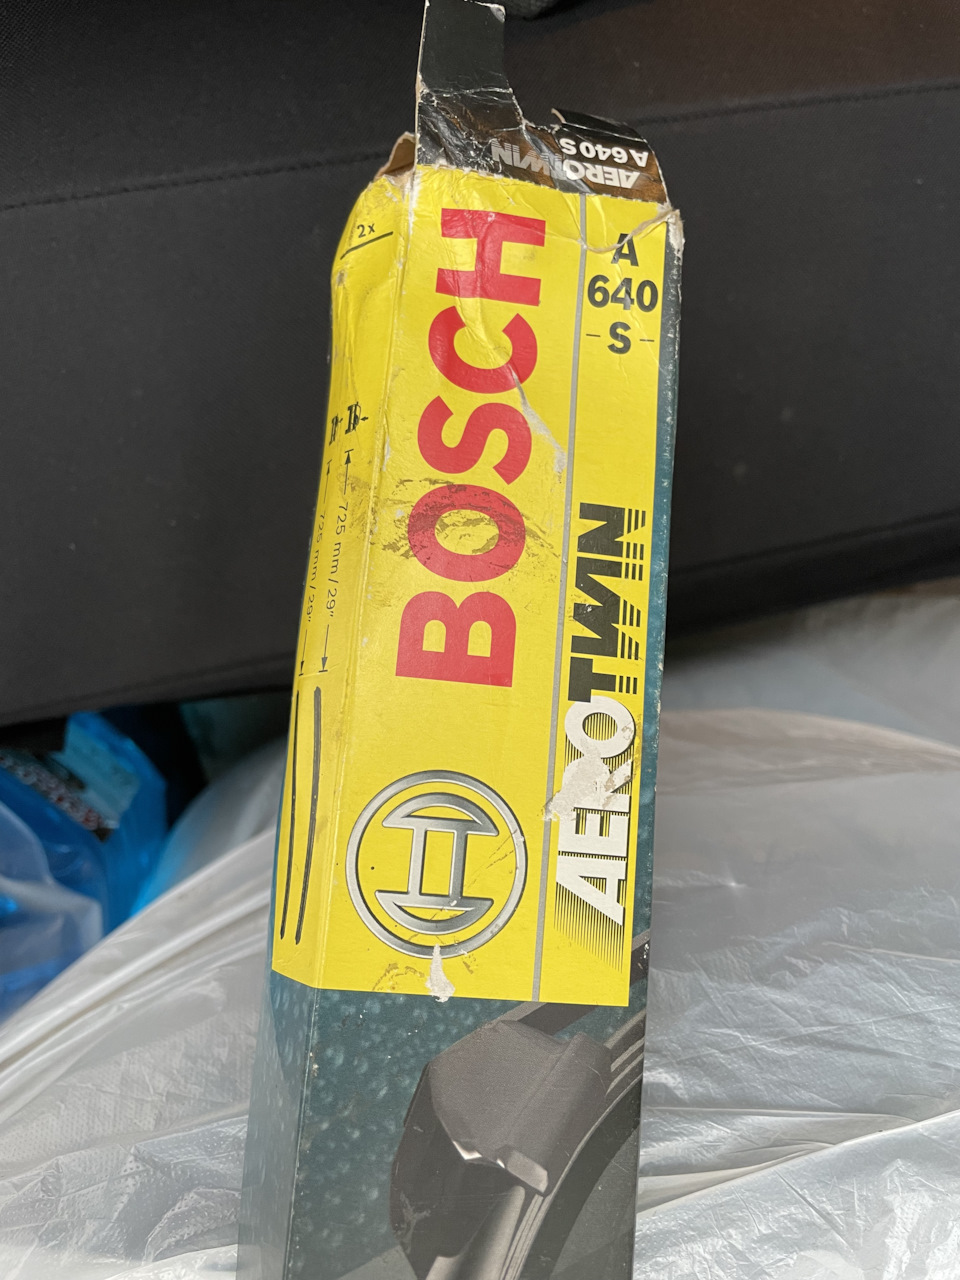 AEROTWIN
A 640 S
2x
BOSCH
A
640
-S-
AEROTWIN
725 mm / 29"
725 mm / 29"